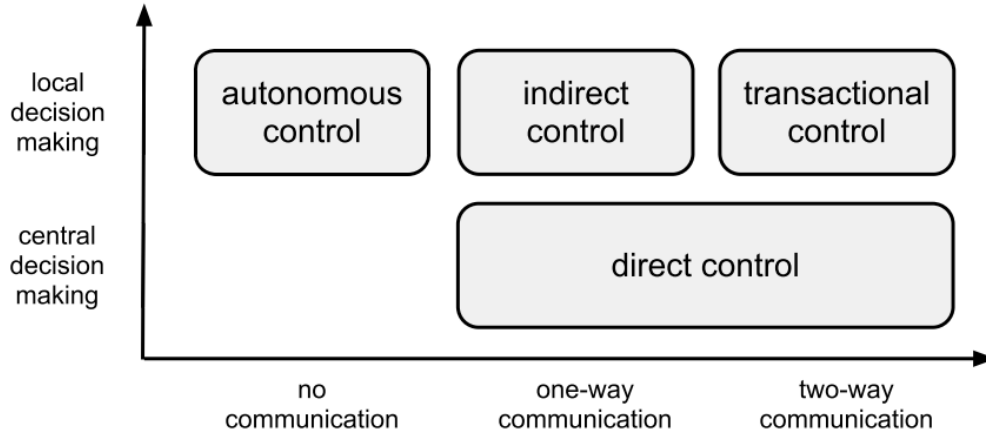 local
decision
making
autonomous
control
indirect
control
transactional
control
central
decision
making
direct control
no
communication
one-way
communication
two-way
communication